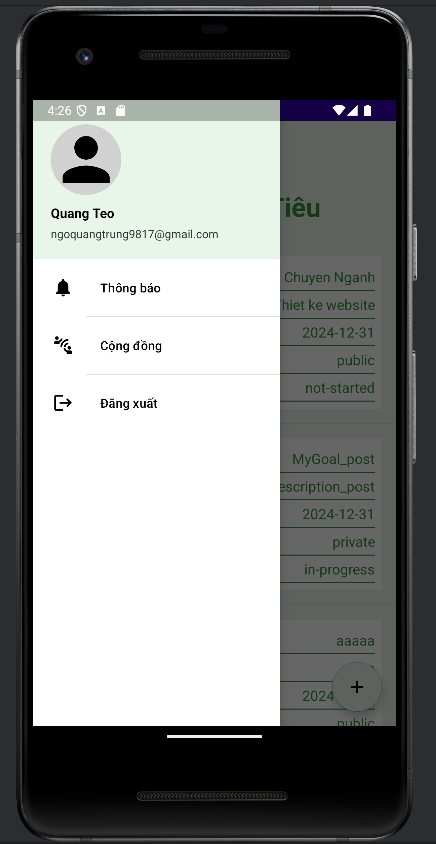 4:26
Tiêu
Quang Teo
ngoquangtrung9817@gmail.com
Thông báo
Cộng đồng
Đăng xuất
Chuyen Nganh
Thiet ke website
2024-12-31
public
not-started
MyGoal_post
escription_post
2024-12-31
private
in-progress
aaaaa
2024
public